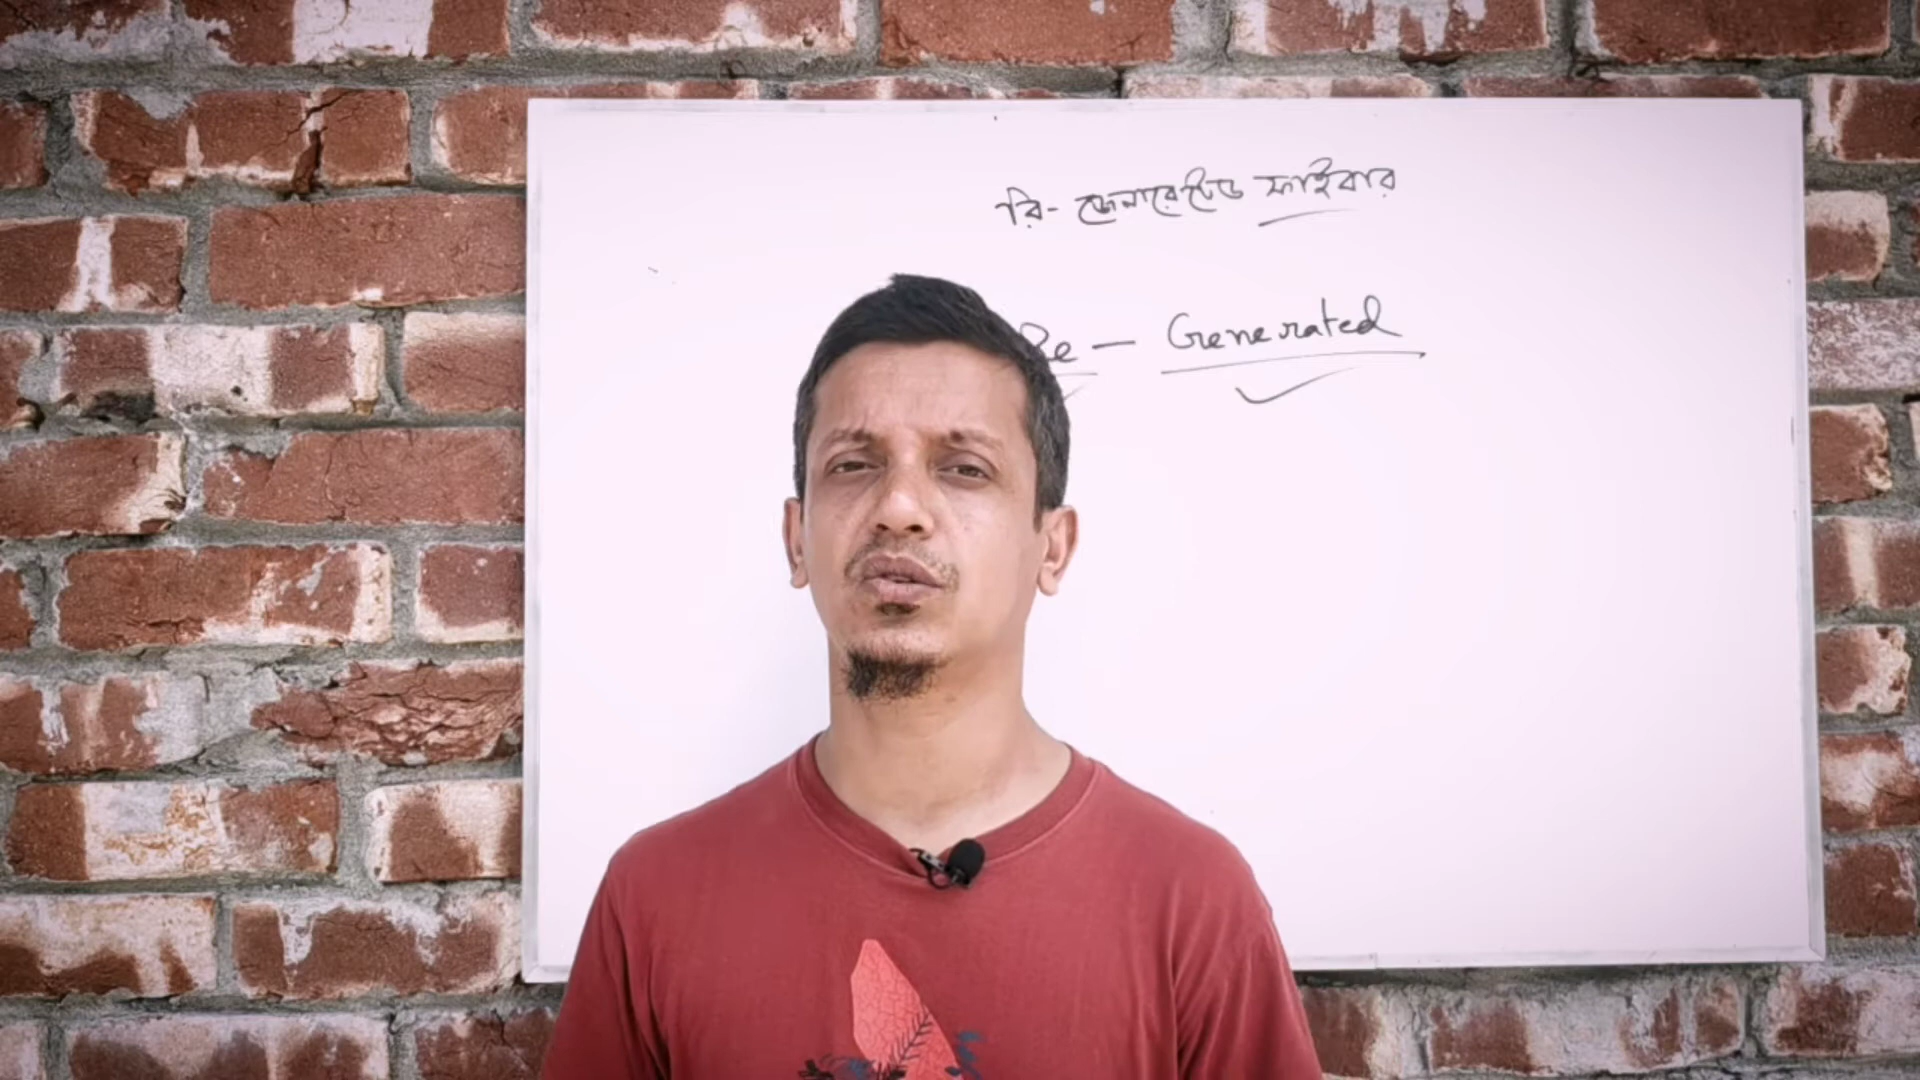 রি- জেনারেটেড ফাইবার
Re – Generated